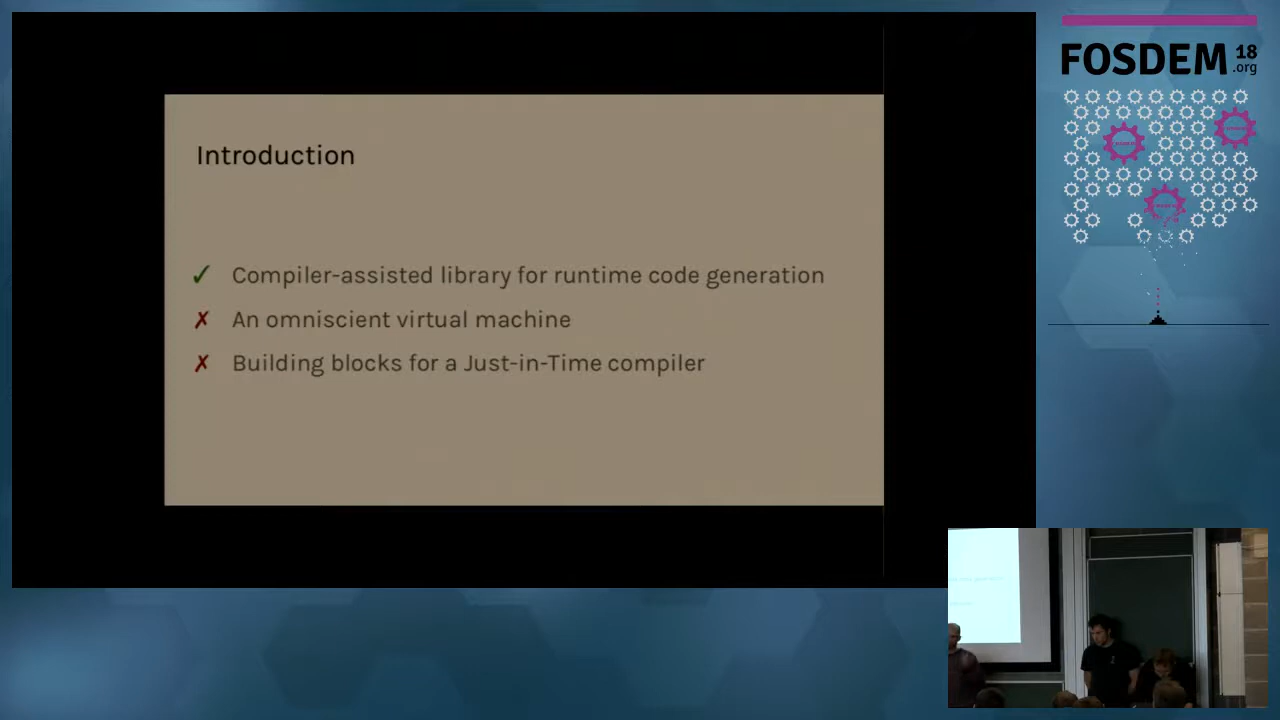 FOSDEM 18
.org
Introduction
✓ Compiler-assisted library for runtime code generation
✗ An omniscient virtual machine
✗ Building blocks for a Just-in-Time compiler